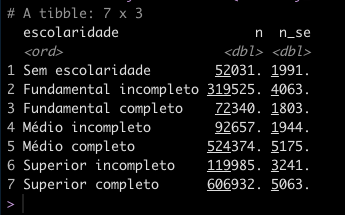 # A tibble: 7 x 3
escolaridade n n_se
<ord> <dbl> <dbl>
1 Sem escolaridade 52031. 1991.
2 Fundamental incompleto 319525. 4063.
3 Fundamental completo 72340. 1803.
4 Médio incompleto 92657. 1944.
5 Médio completo 524374. 5175.
6 Superior incompleto 119985. 3241.
7 Superior completo 606932. 5063.
>